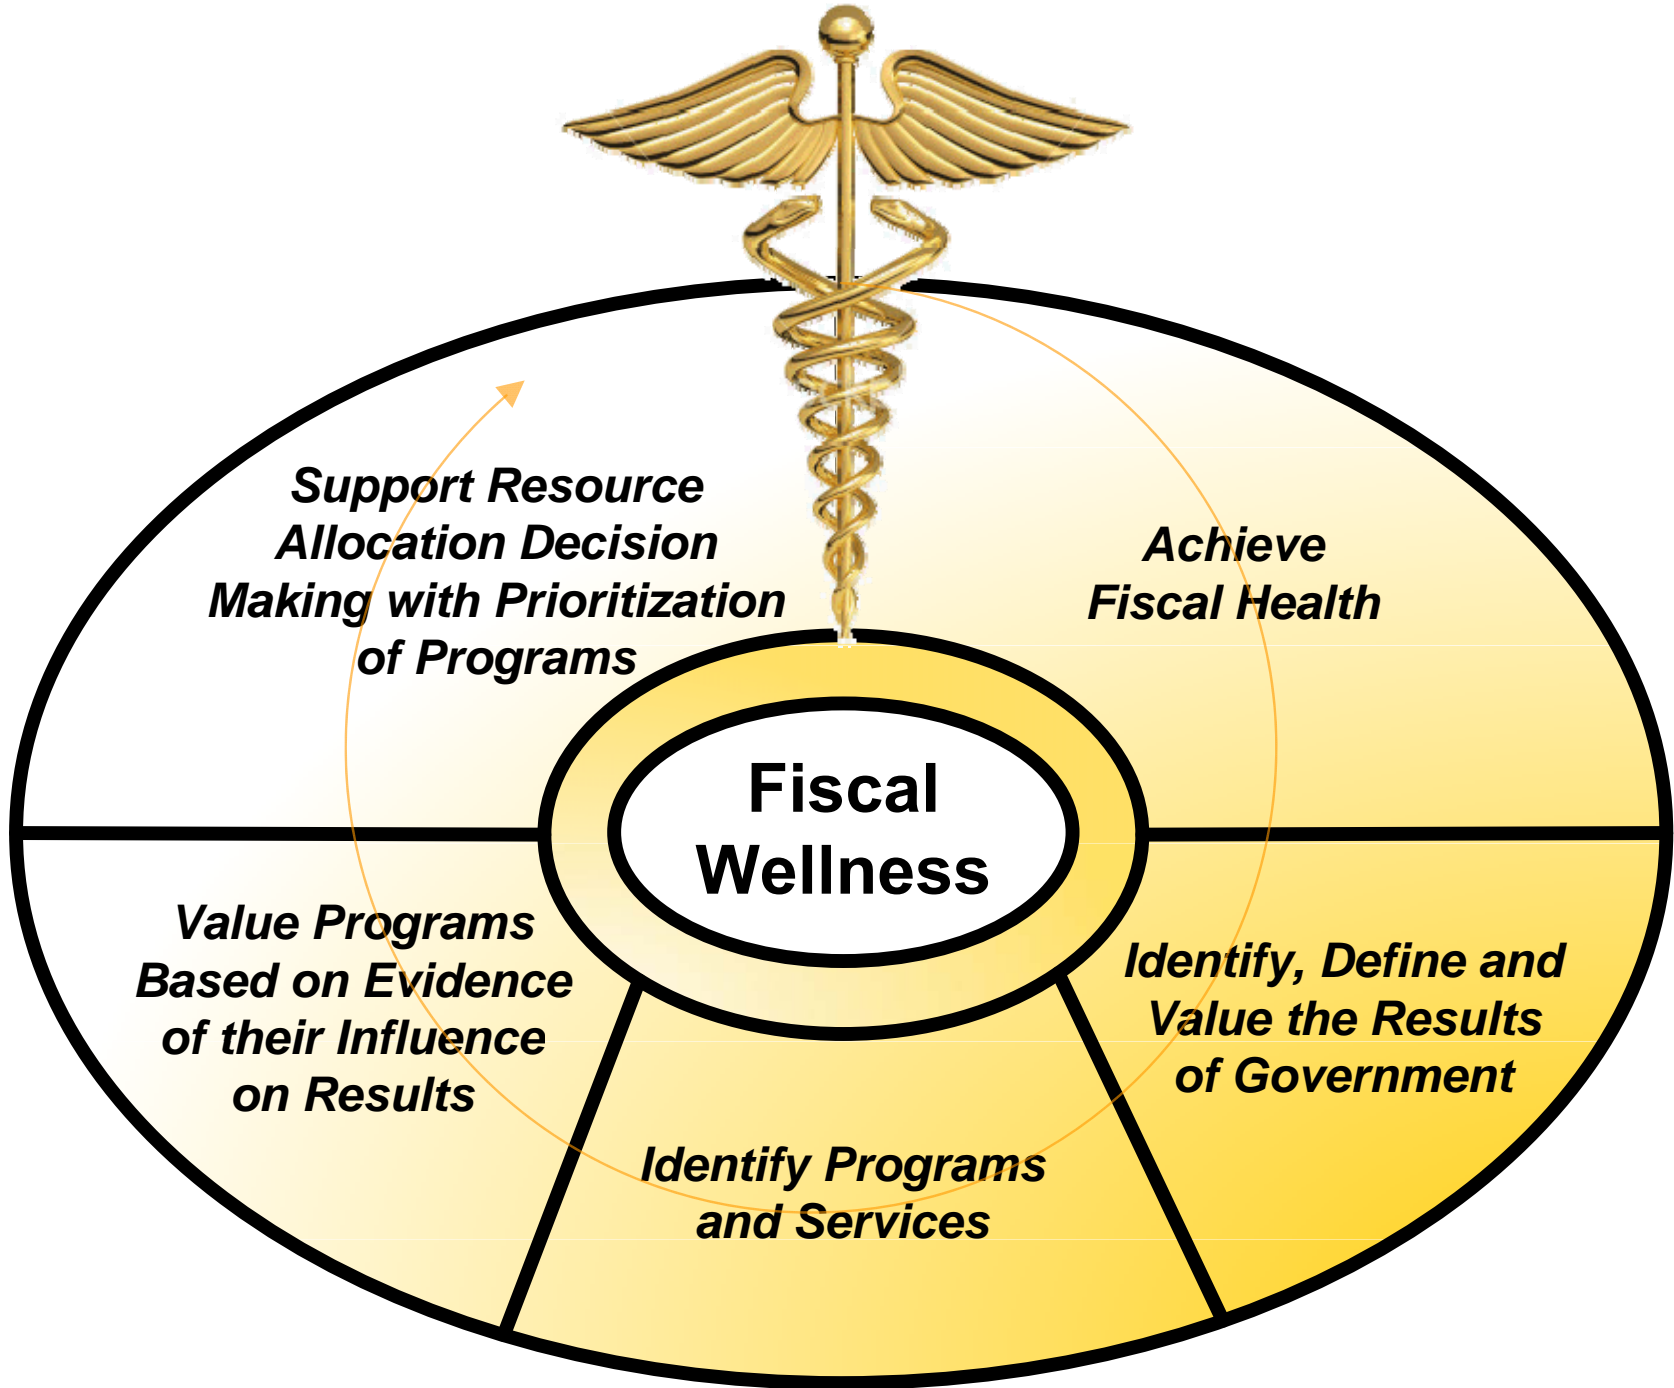 Support Resource
Allocation Decision
Making with Prioritization
of Programs
Achieve
Fiscal Health
Fiscal
Wellness
Value Programs
Based on Evidence
of their Influence
on Results
Identify, Define and
Value the Results
of Government
Identify Programs
and Services